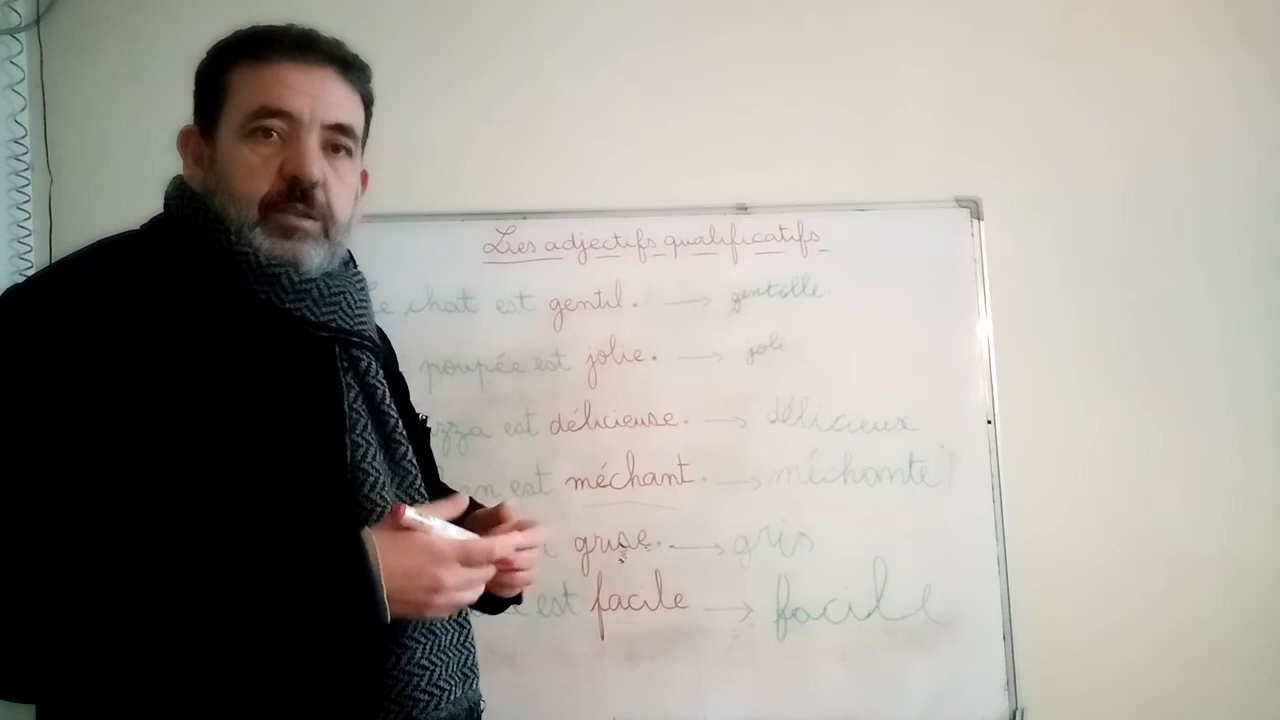 Les adjectifs qualificatifs
chat est gentil. → gentille
poupée est jolie. → joli
est délicieuse. → délicieux
est méchant. → méchante
grise. → gris
est facile → facile